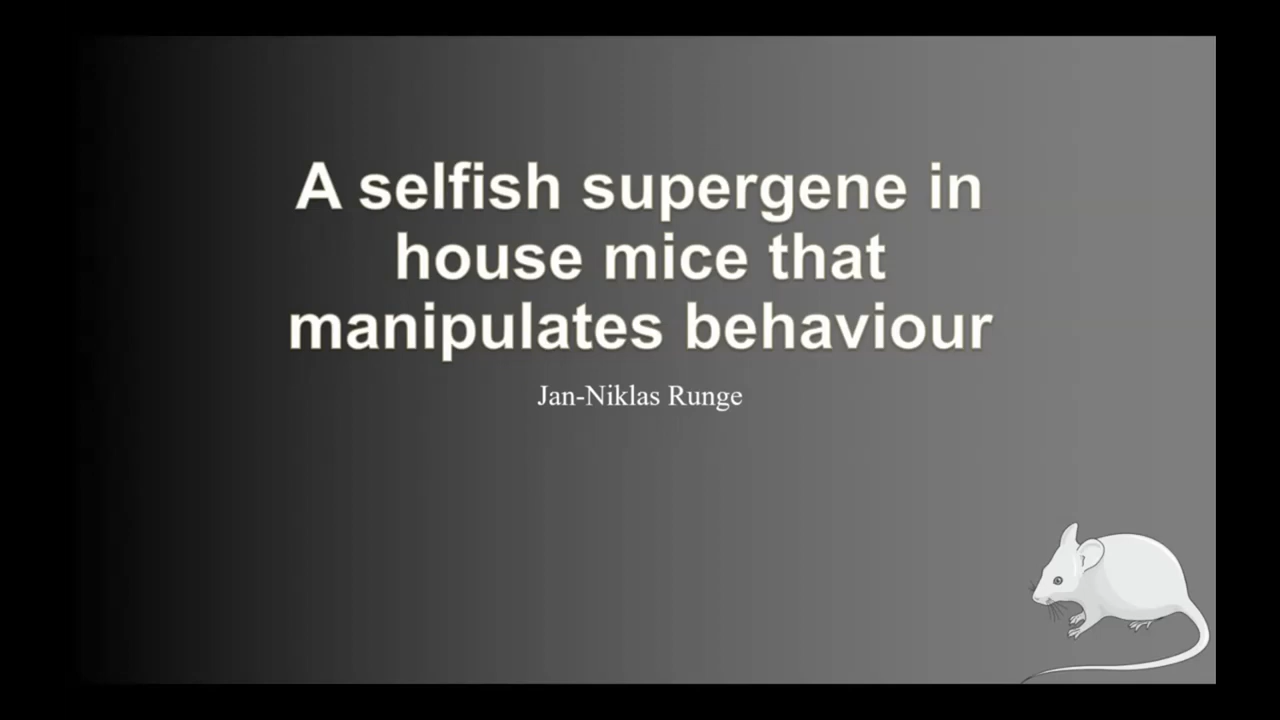 A selfish supergene in
house mice that
manipulates behaviour
Jan-Niklas Runge